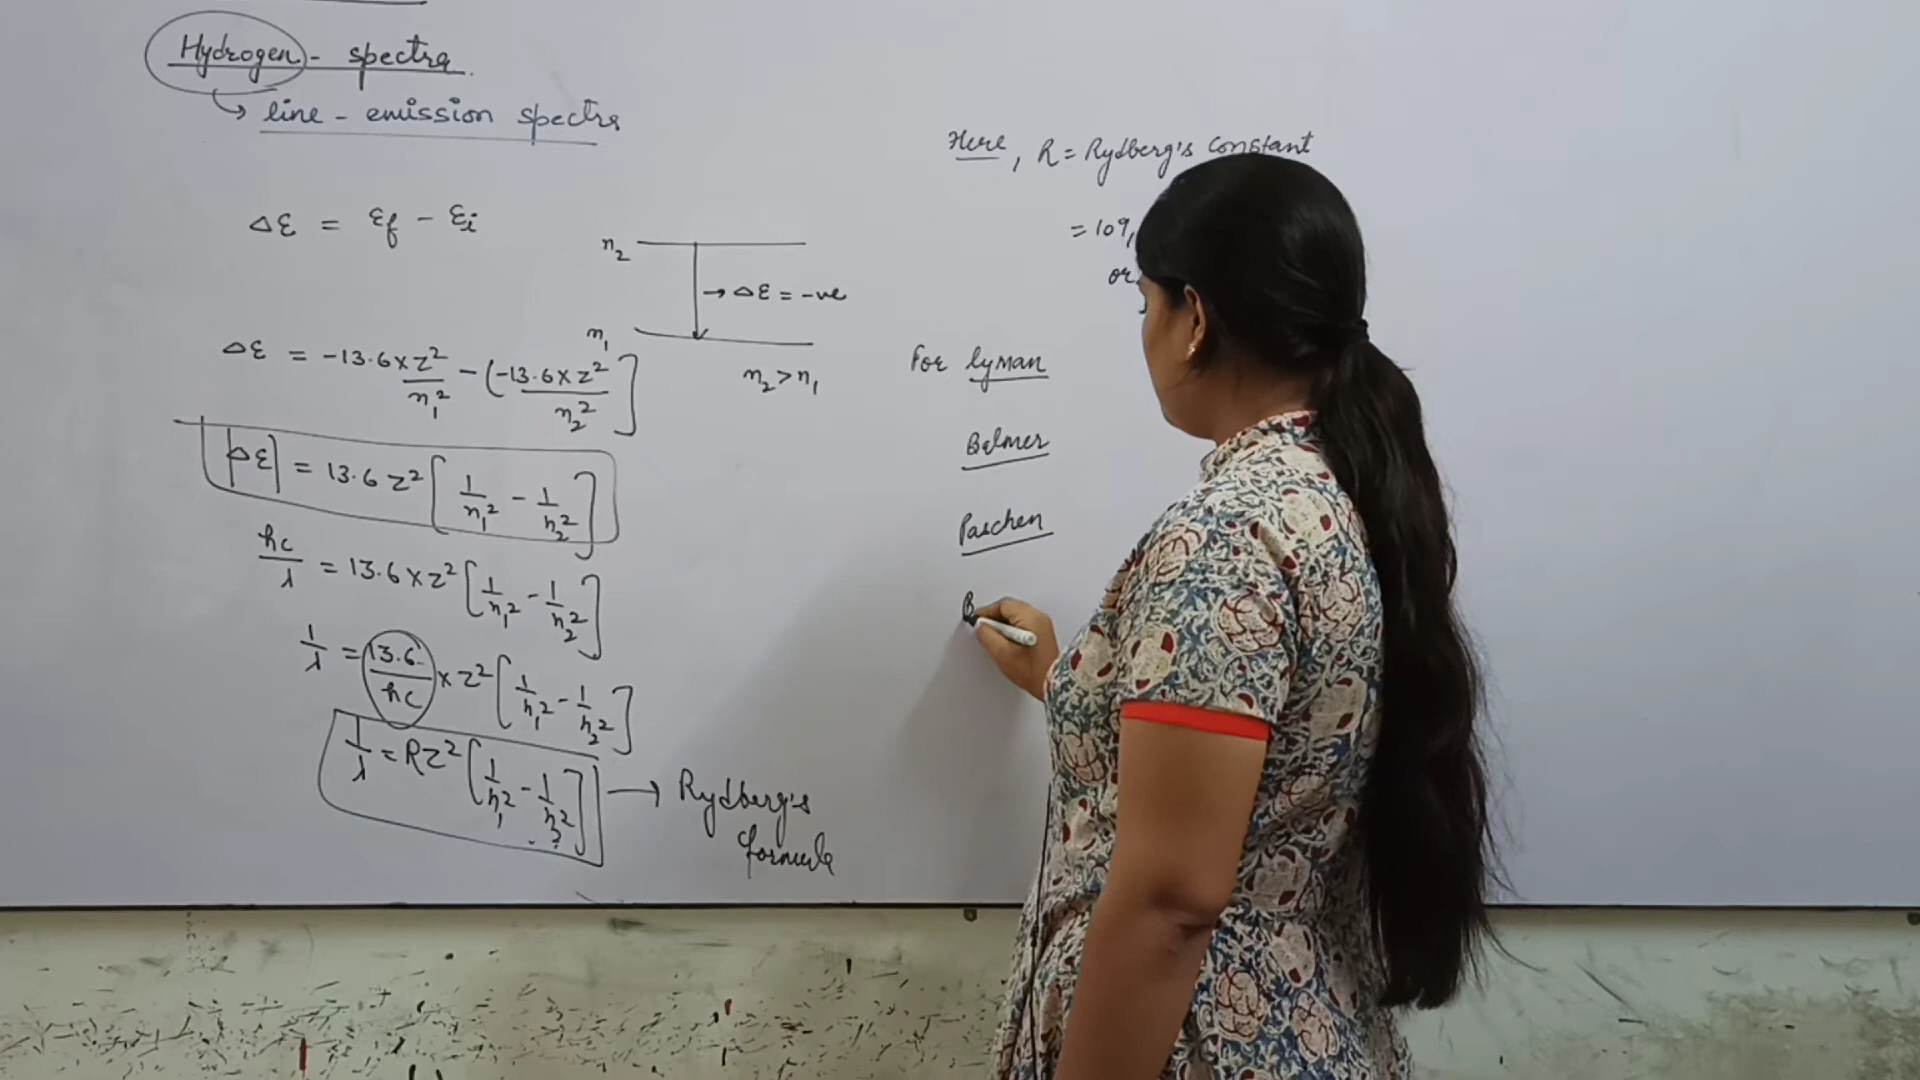 Hydrogen - spectra.
↳ line - emission spectra
ΔE = Ef - Ei
n₂
→ ΔE = -ve
n₁
n₂ > n₁
ΔE = -13.6 x z²/n₁² - (-13.6 x z²/n₂²]
|ΔE| = 13.6 z² [1/n₁² - 1/n₂²]
hc/λ = 13.6 x z² [1/n₁² - 1/n₂²]
1/λ = 13.6/hc x z² [1/n₁² - 1/n₂²]
1/λ = RZ² [1/n₁² - 1/n₂²] → Rydberg's
formula
Here, R = Rydberg's Constant
= 109,
or
For lyman
Balmer
Paschen
B